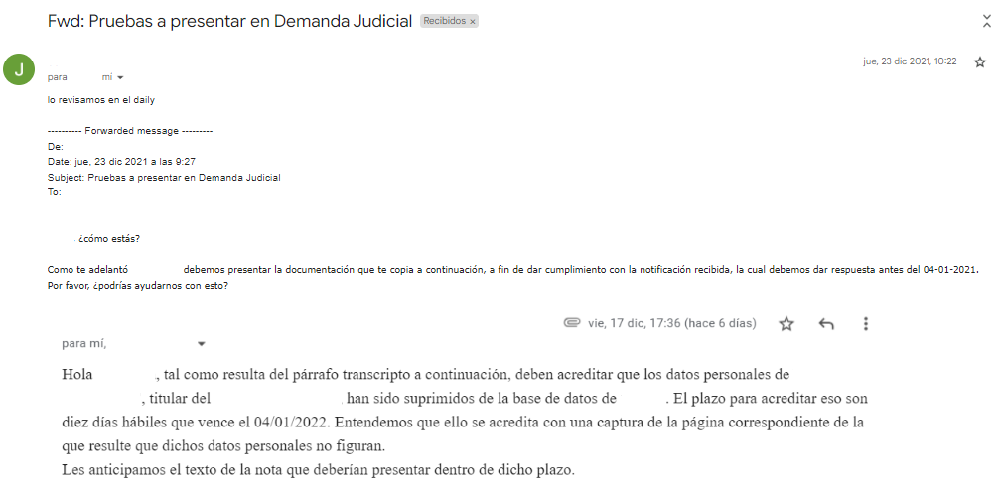 Fwd: Pruebas a presentar en Demanda Judicial Recibidos x
jue, 23 dic 2021, 10:22
J
para mí
lo revisamos en el daily
---------- Forwarded message ---------
De:
Date: jue, 23 dic 2021 a las 9:27
Subject: Pruebas a presentar en Demanda Judicial
To:
¿cómo estás?
Como te adelantó debemos presentar la documentación que te copia a continuación, a fin de dar cumplimiento con la notificación recibida, la cual debemos dar respuesta antes del 04-01-2021.
Por favor, ¿podrías ayudarnos con esto?
vie, 17 dic, 17:36 (hace 6 días)
para mí,
Hola , tal como resulta del párrafo transcripto a continuación, deben acreditar que los datos personales de
, titular del han sido suprimidos de la base de datos de . El plazo para acreditar eso son
diez días hábiles que vence el 04/01/2022. Entendemos que ello se acredita con una captura de la página correspondiente de la
que resulte que dichos datos personales no figuran.
Les anticipamos el texto de la nota que deberían presentar dentro de dicho plazo.